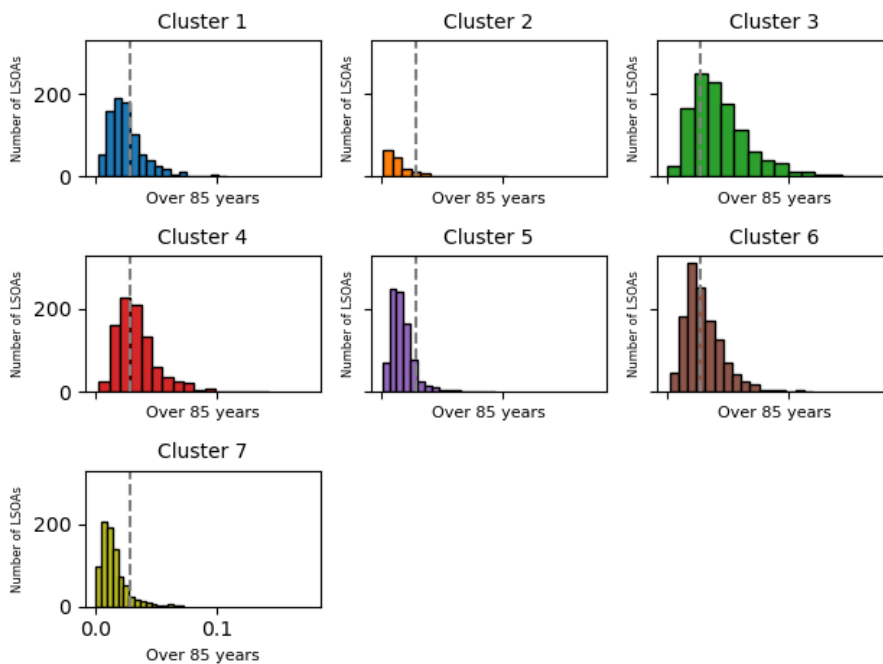 Cluster 1
Cluster 2
Cluster 3
Number of LSOAs
200
0
Over 85 years
Number of LSOAs
Over 85 years
Number of LSOAs
Over 85 years
Cluster 4
Cluster 5
Cluster 6
Number of LSOAs
200
0
Over 85 years
Number of LSOAs
Over 85 years
Number of LSOAs
Over 85 years
Cluster 7
Number of LSOAs
200
0
0.0
0.1
Over 85 years